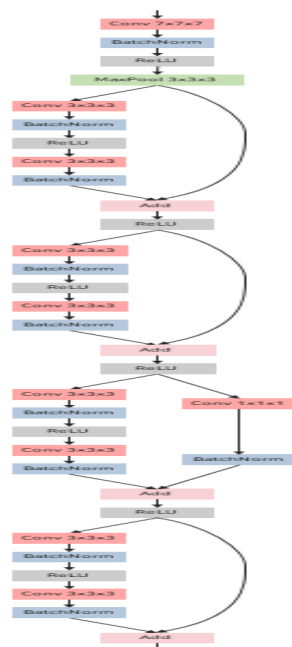 Conv 7x7x7
BatchNorm
ReLU
MaxPool 3x3x3
Conv 3x3x3
BatchNorm
ReLU
Conv 3x3x3
BatchNorm
Add
ReLU
Conv 3x3x3
BatchNorm
ReLU
Conv 3x3x3
BatchNorm
Add
ReLU
Conv 3x3x3
BatchNorm
ReLU
Conv 3x3x3
BatchNorm
Conv 1x1x1
BatchNorm
Add
ReLU
Conv 3x3x3
BatchNorm
ReLU
Conv 3x3x3
BatchNorm
Add